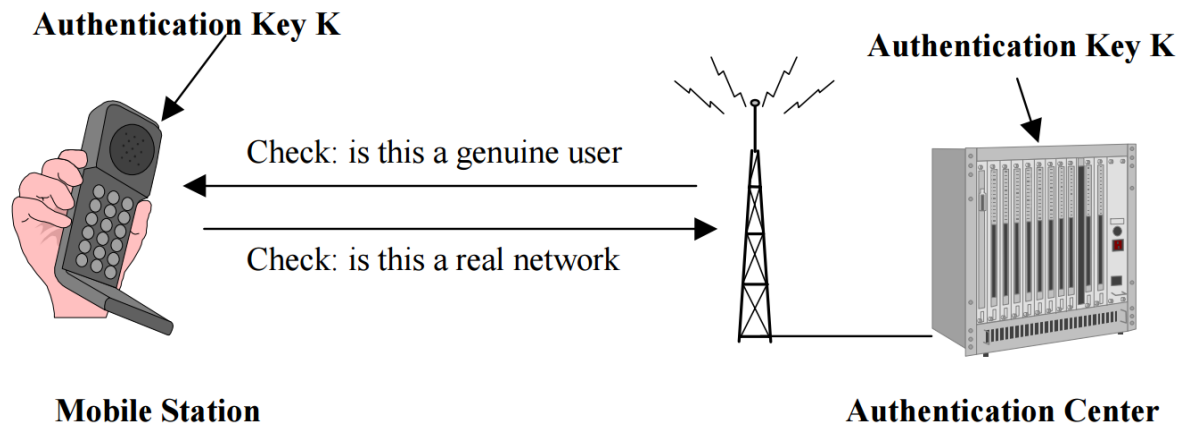 Authentication Key K
Authentication Key K
Check: is this a genuine user
Check: is this a real network
Mobile Station
Authentication Center